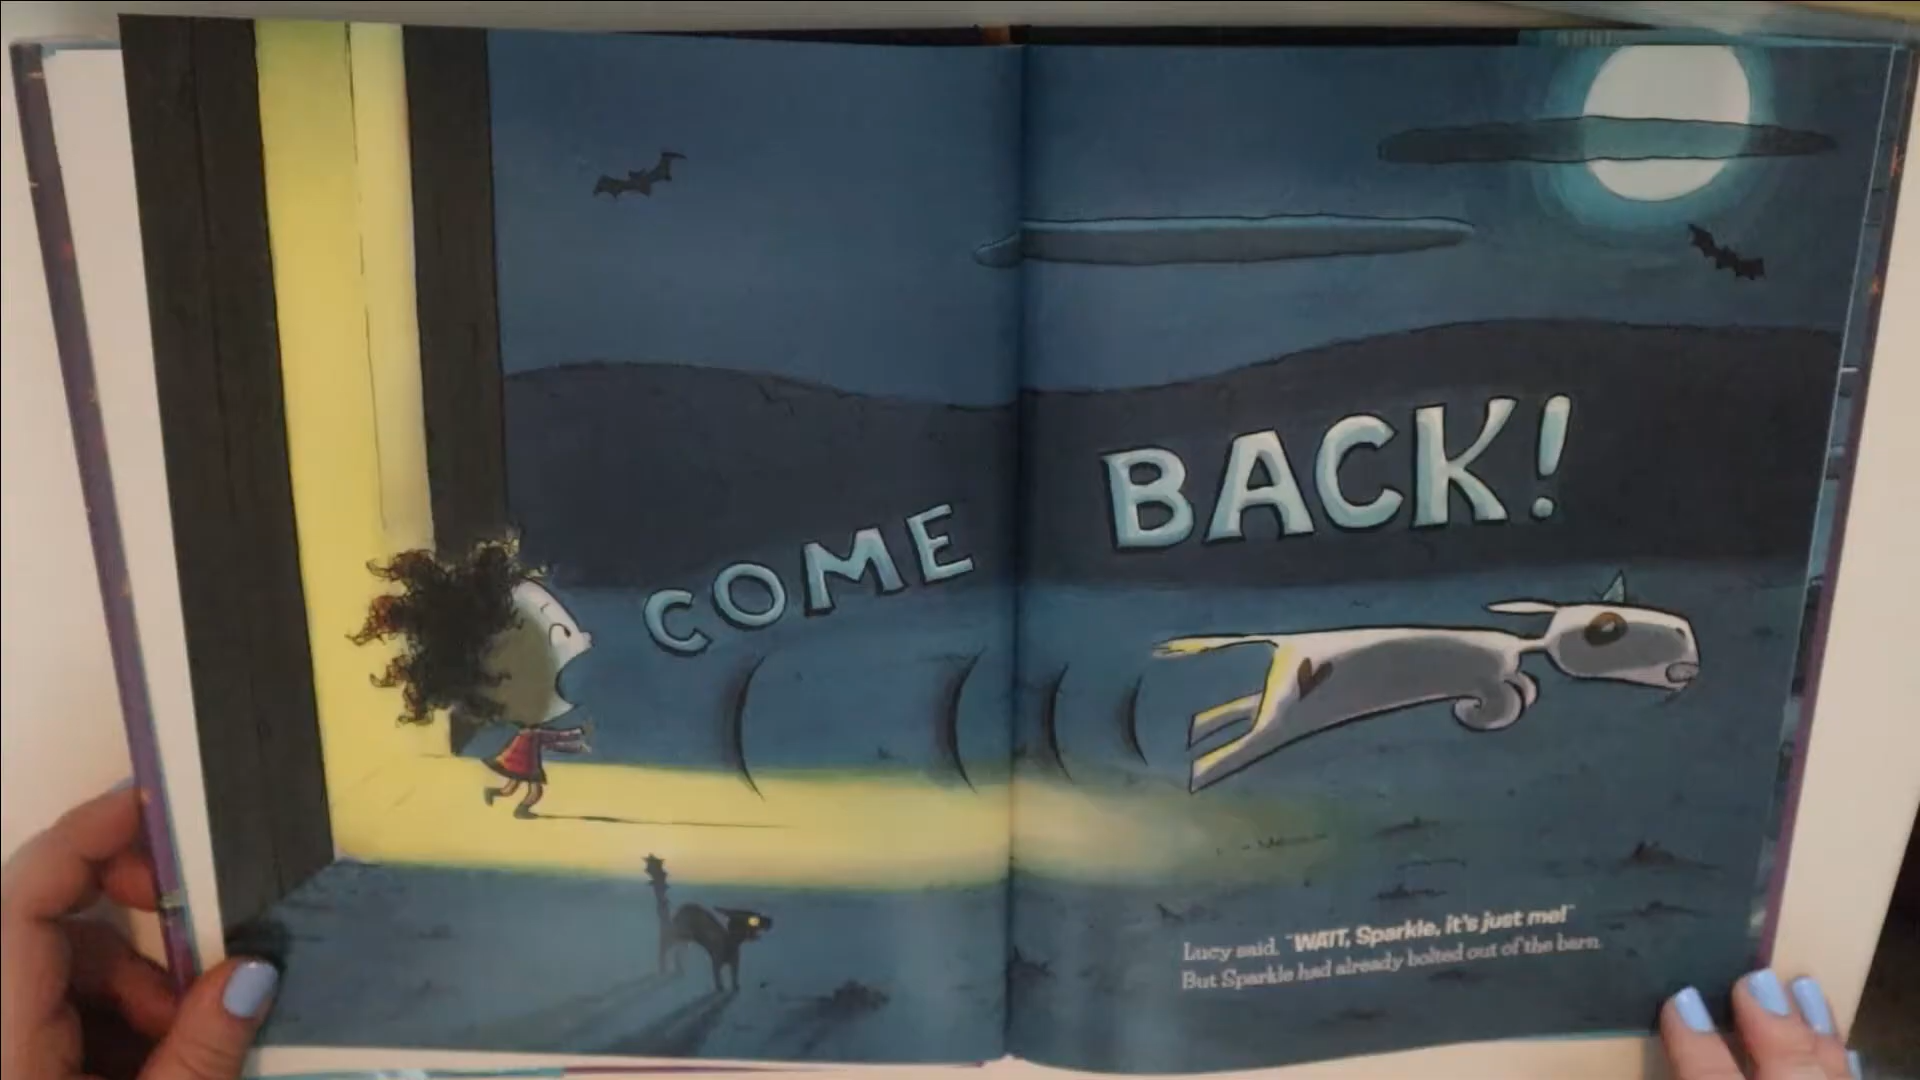 COME BACK!
Lucy said, "WAIT, Sparkle, it's just me!"
But Sparkle had already bolted out of the barn.